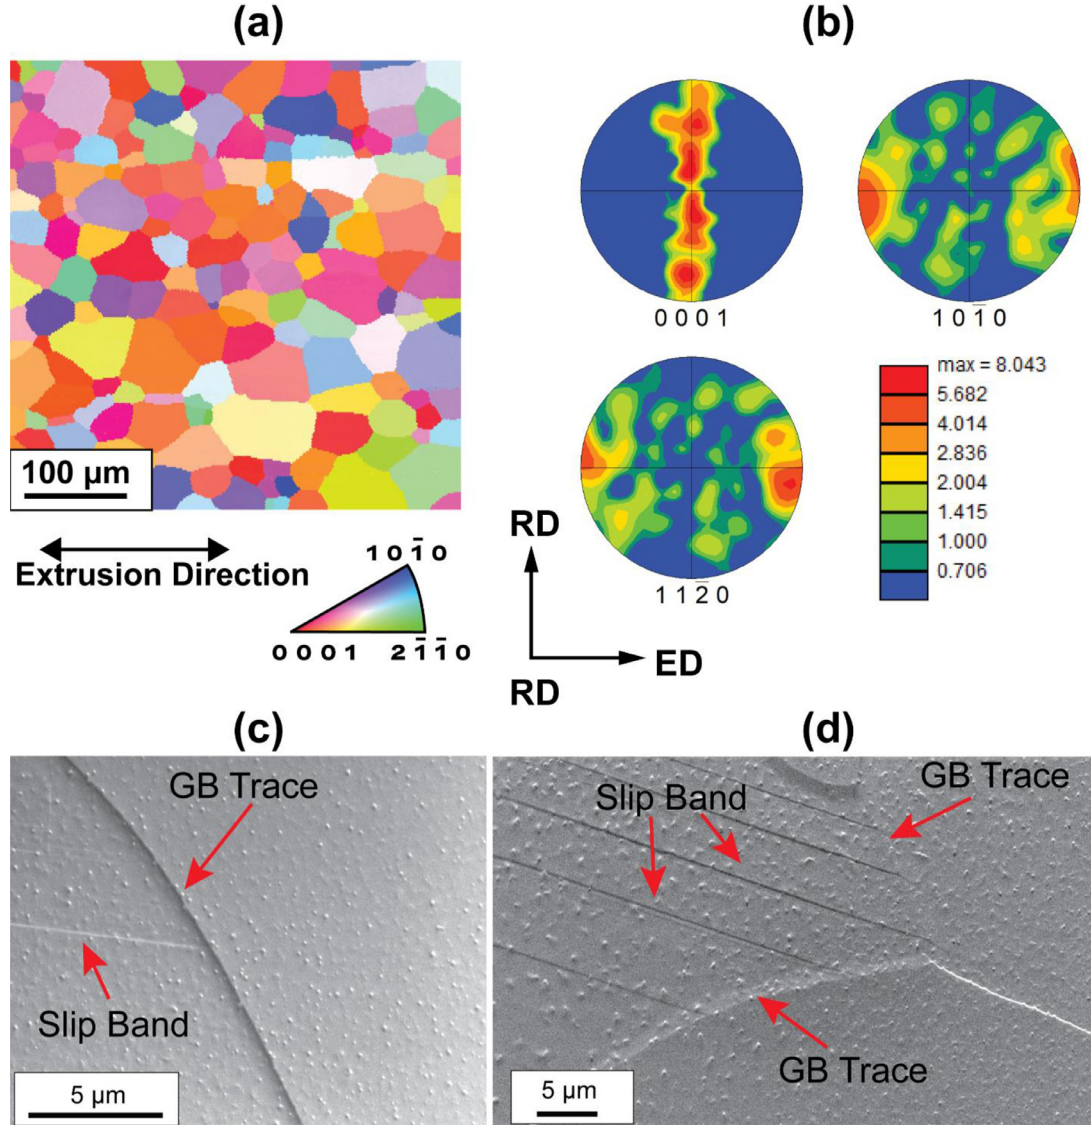 (a)
100 µm
Extrusion Direction
1 0 1̅ 0
0 0 0 1 2 1̅ 1̅ 0
(b)
0 0 0 1
1 0 1̅ 0
1 1 2̅ 0
max = 8.043
5.682
4.014
2.836
2.004
1.415
1.000
0.706
RD
ED
RD
(c)
GB Trace
Slip Band
5 µm
(d)
GB Trace
Slip Band
GB Trace
5 µm